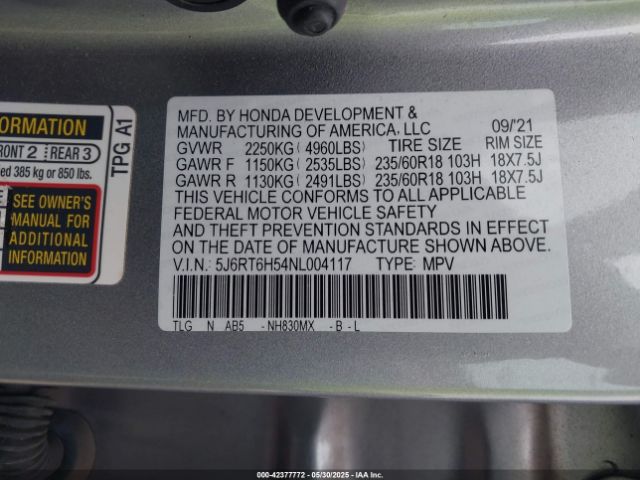 ORMATION
FRONT 2 REAR 3
ed 385 kg or 850 lbs.
SEE OWNER'S
MANUAL FOR
ADDITIONAL
INFORMATION
TPG A1
MFD. BY HONDA DEVELOPMENT &
MANUFACTURING OF AMERICA, LLC 09/'21
GVWR 2250KG ( 4960LBS) TIRE SIZE RIM SIZE
GAWR F 1150KG ( 2535LBS) 235/60R18 103H 18X7.5J
GAWR R 1130KG ( 2491LBS) 235/60R18 103H 18X7.5J
THIS VEHICLE CONFORMS TO ALL APPLICABLE
FEDERAL MOTOR VEHICLE SAFETY
AND THEFT PREVENTION STANDARDS IN EFFECT
ON THE DATE OF MANUFACTURE SHOWN ABOVE.
V.I.N.: 5J6RT6H54NL004117 TYPE: MPV
TLG N AB5 -NH830MX -B-L
000-42377772 - 05/30/2025 - IAA Inc.